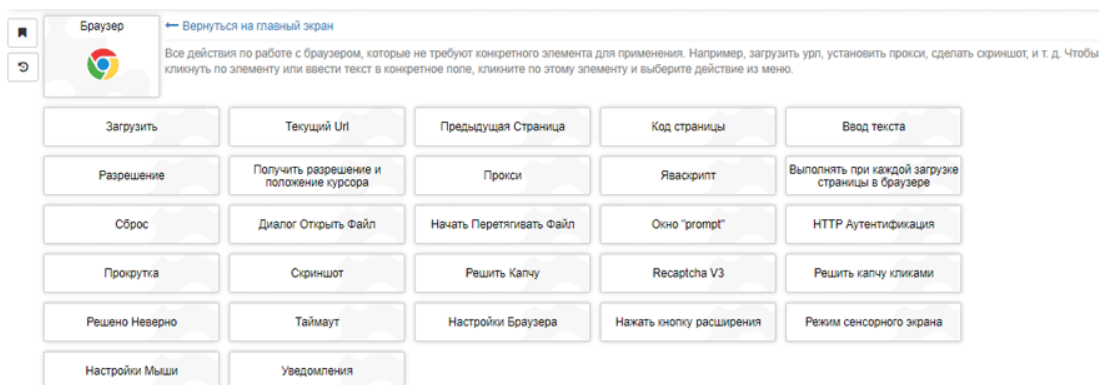 Браузер
Вернуться на главный экран
Все действия по работе с браузером, которые не требуют конкретного элемента для применения. Например, загрузить урл, установить прокси, сделать скриншот, и т. д. Чтобы
кликнуть по элементу или ввести текст в конкретное поле, кликните по этому элементу и выберите действие из меню.
Загрузить
Текущий Url
Предыдущая Страница
Код страницы
Ввод текста
Разрешение
Получить разрешение и
положение курсора
Прокси
Яваскрипт
Выполнять при каждой загрузке
страницы в браузере
Сброс
Диалог Открыть Файл
Начать Перетягивать Файл
Окно "prompt"
HTTP Аутентификация
Прокрутка
Скриншот
Решить Капчу
Recaptcha V3
Решить капчу кликами
Решено Неверно
Таймаут
Настройки Браузера
Нажать кнопку расширения
Режим сенсорного экрана
Настройки Мыши
Уведомления